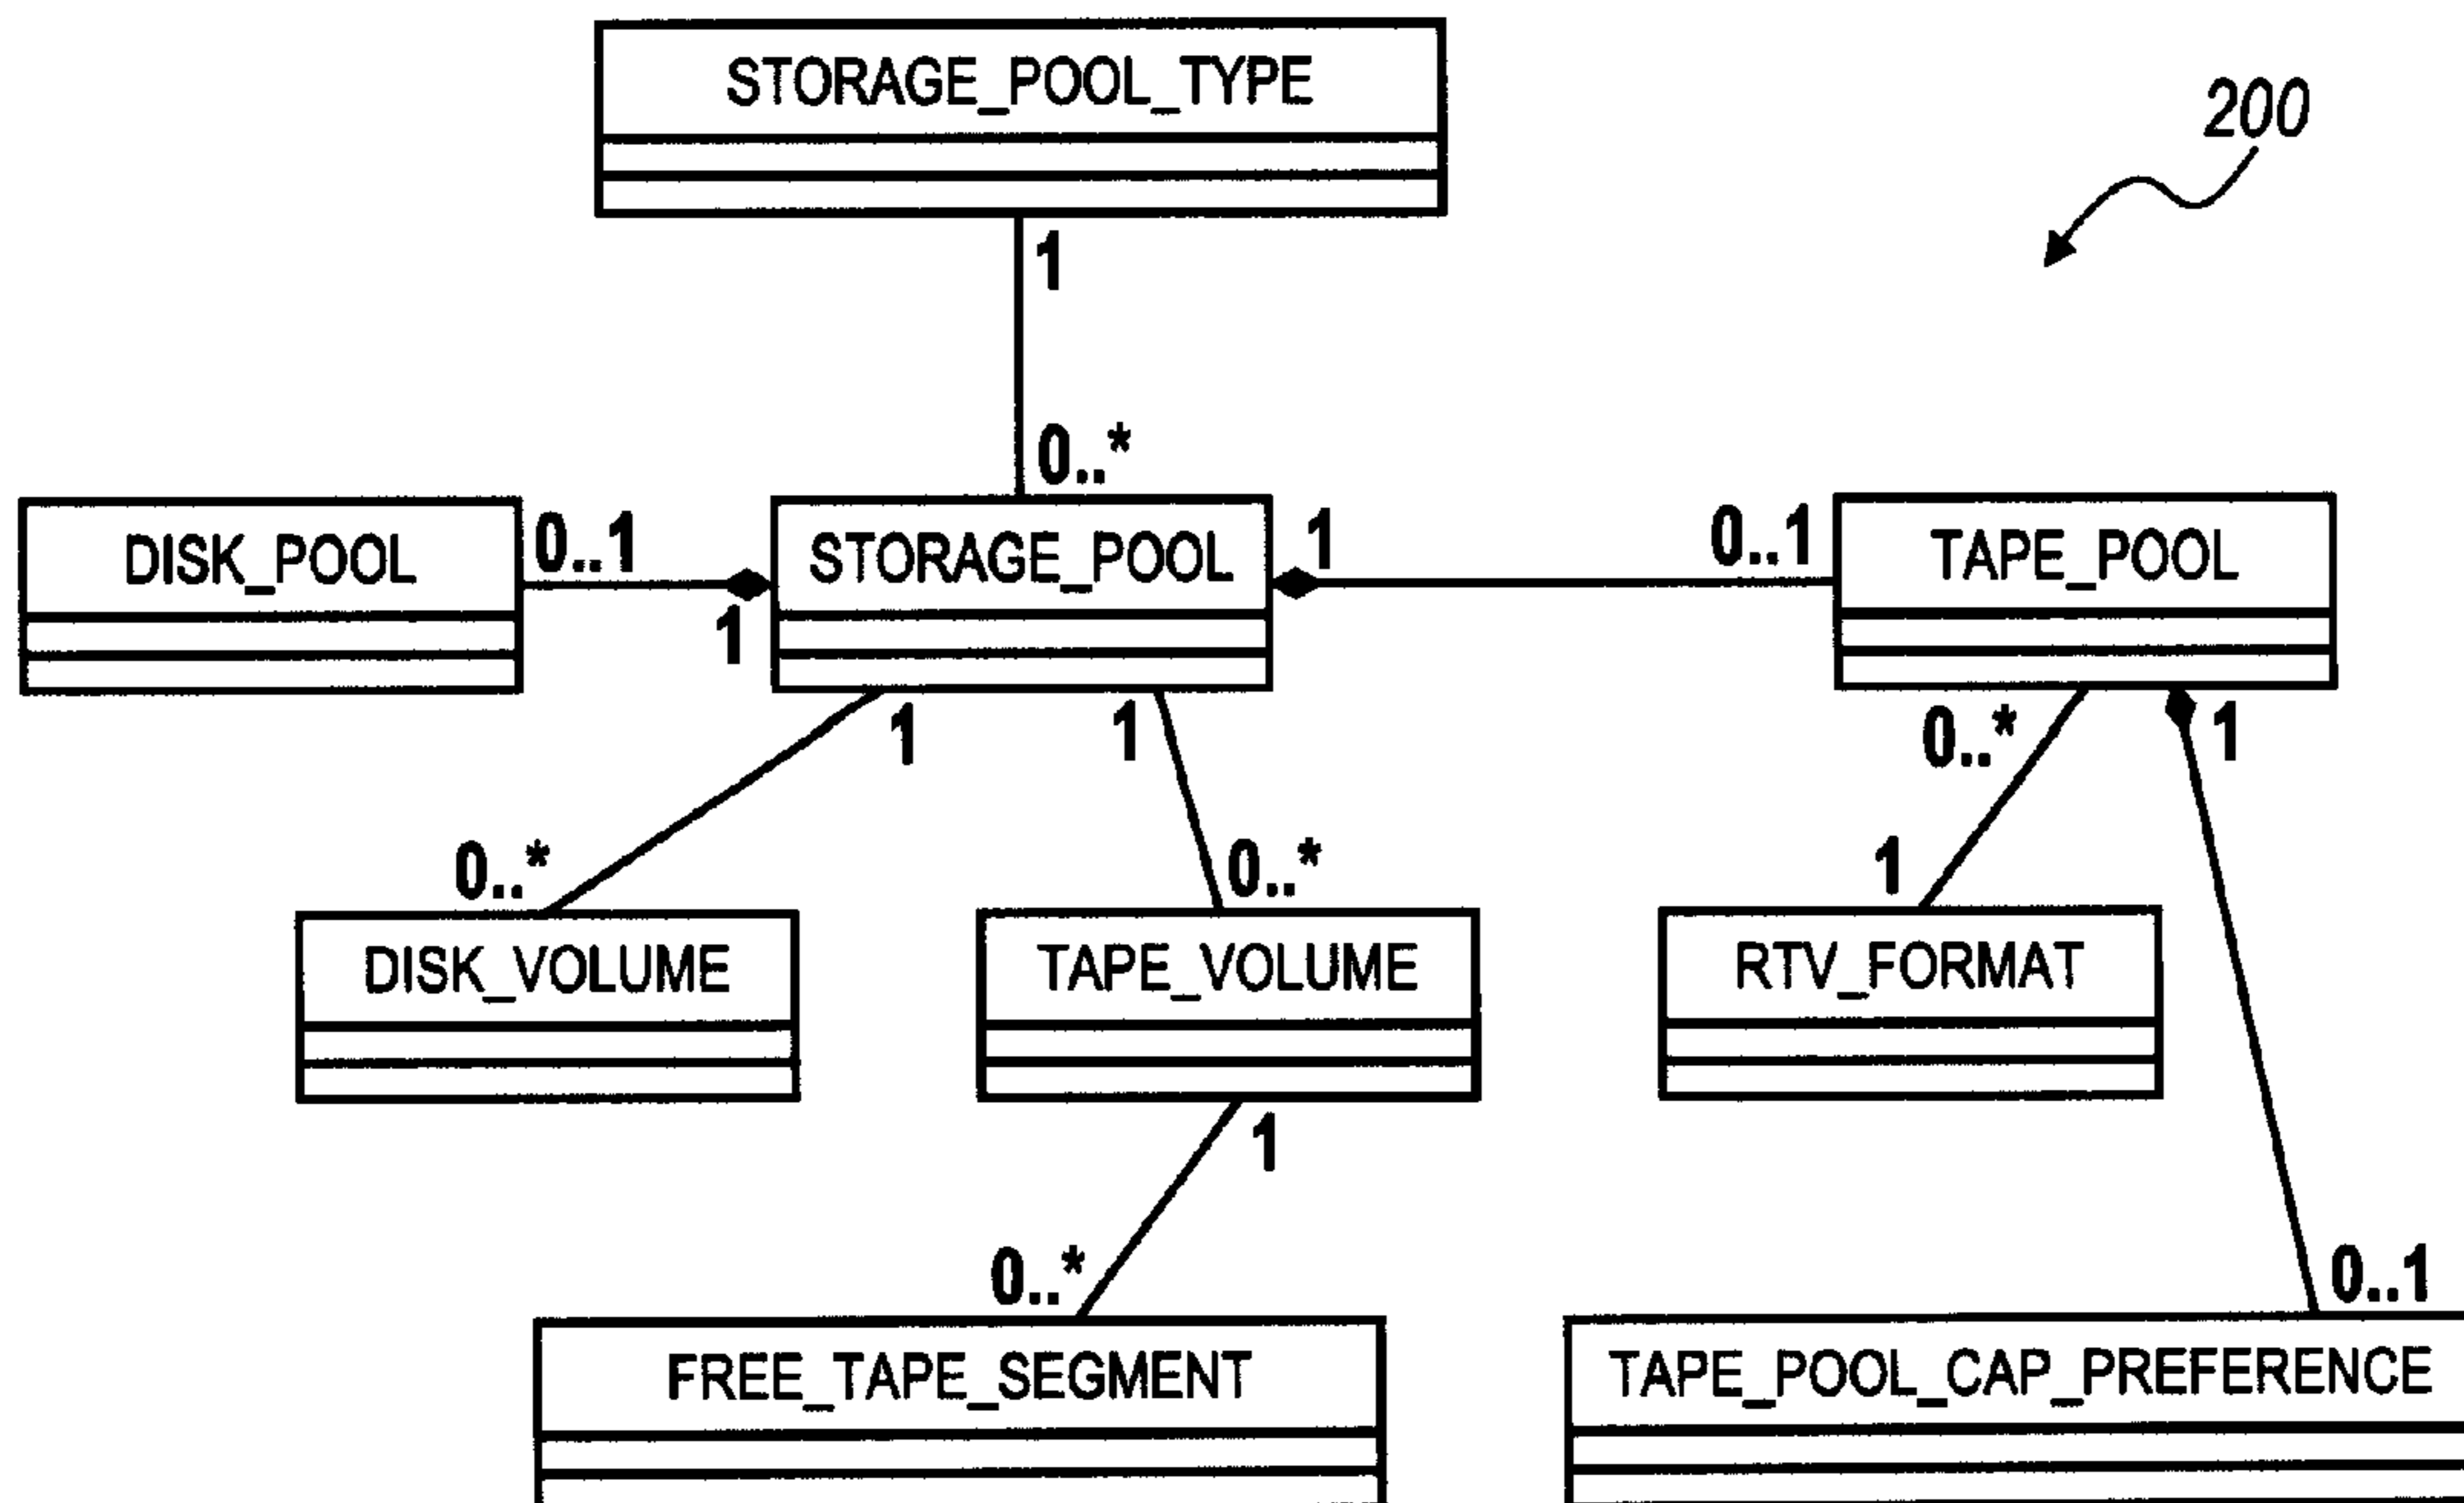 STORAGE_POOL_TYPE
200
1
0..*
DISK_POOL
0..1
1
STORAGE_POOL
1
0..1
TAPE_POOL
1
1
0..*
1
0..*
0..*
1
DISK_VOLUME
TAPE_VOLUME
RTV_FORMAT
1
0..*
0..1
FREE_TAPE_SEGMENT
TAPE_POOL_CAP_PREFERENCE